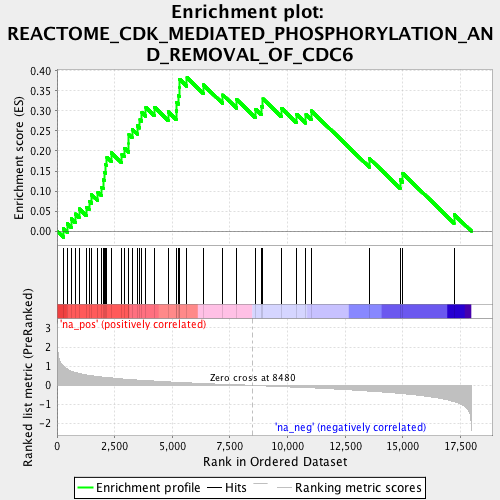 Enrichment plot:
REACTOME_CDK_MEDIATED_PHOSPHORYLATION_AN
D_REMOVAL_OF_CDC6
Enrichment score (ES)
0.40
0.35
0.30
0.25
0.20
0.15
0.10
0.05
0.00
'na_pos' (positively correlated)
Ranked list metric (PreRanked)
3
2
1
0
-1
-2
Zero cross at 8480
'na_neg' (negatively correlated)
0 2,500 5,000 7,500 10,000 12,500 15,000 17,500
Rank in Ordered Dataset
Enrichment profile Hits Ranking metric scores